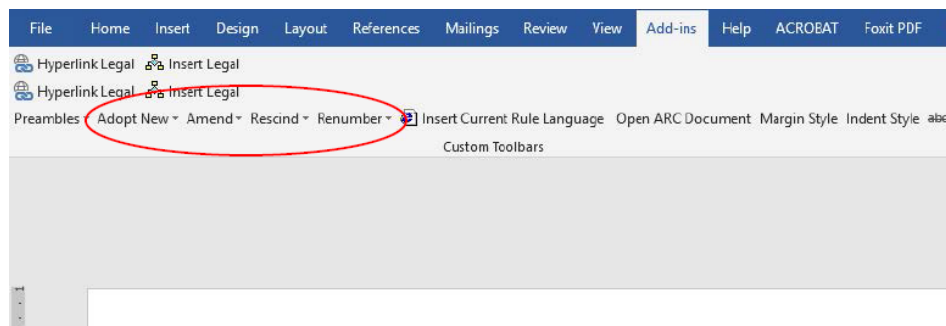 File Home Insert Design Layout References Mailings Review View Add-ins Help ACROBAT Foxit PDF
Hyperlink Legal Insert Legal
Hyperlink Legal Insert Legal
Preambles Adopt New Amend Rescind Renumber Insert Current Rule Language Open ARC Document Margin Style Indent Style abc
Custom Toolbars
1